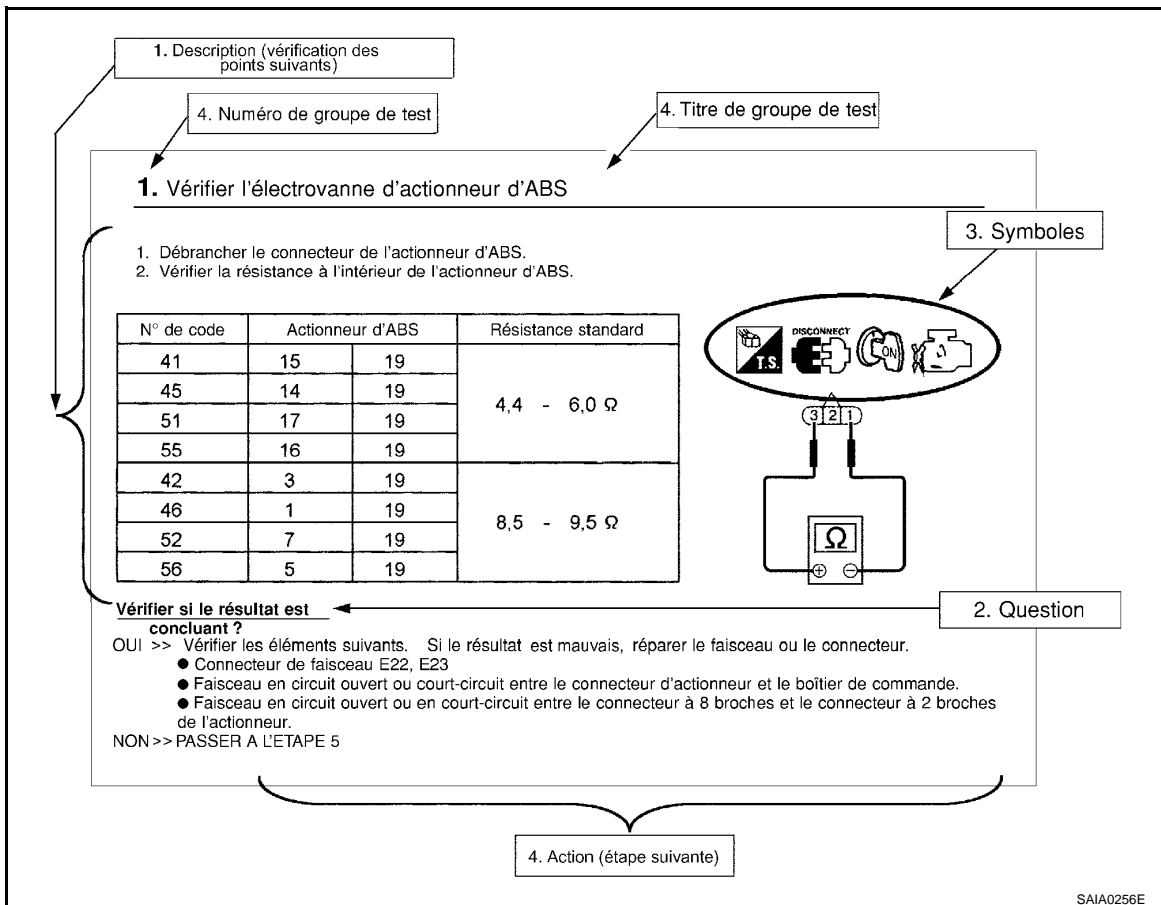 1. Description (vérification des
points suivants)
4. Numéro de groupe de test
4. Titre de groupe de test
1. Vérifier l'électrovanne d'actionneur d'ABS
3. Symboles
1. Débrancher le connecteur de l'actionneur d'ABS.
2. Vérifier la résistance à l'intérieur de l'actionneur d'ABS.
N° de code Actionneur d'ABS Résistance standard
41 15 19
45 14 19
4,4 - 6,0 Ω
51 17 19
55 16 19
42 3 19
46 1 19
8,5 - 9,5 Ω
52 7 19
56 5 19
T.S.
DISCONNECT
ON
3 2 1
Ω
⊕ ⊖
Vérifier si le résultat est
concluant ?
2. Question
OUI >> Vérifier les éléments suivants. Si le résultat est mauvais, réparer le faisceau ou le connecteur.
● Connecteur de faisceau E22, E23
● Faisceau en circuit ouvert ou court-circuit entre le connecteur d'actionneur et le boîtier de commande.
● Faisceau en circuit ouvert ou en court-circuit entre le connecteur à 8 broches et le connecteur à 2 broches
de l'actionneur.
NON >> PASSER A L'ETAPE 5
4. Action (étape suivante)
SAIA0256E